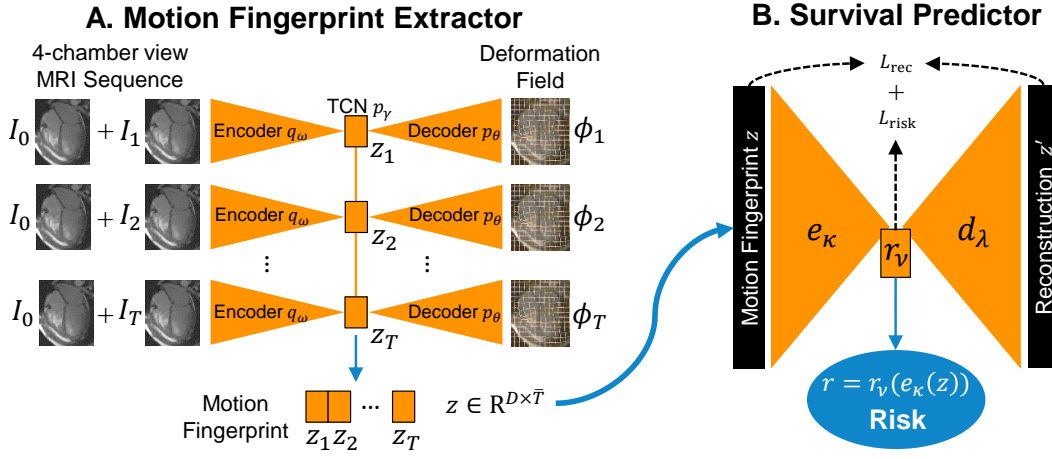 A. Motion Fingerprint Extractor
4-chamber view
MRI Sequence
Deformation
Field
TCN p_γ
I_0 + I_1
Encoder q_ω
z_1
Decoder p_θ
ϕ_1
I_0 + I_2
Encoder q_ω
z_2
Decoder p_θ
ϕ_2
⋮
⋮
I_0 + I_T
Encoder q_ω
z_T
Decoder p_θ
ϕ_T
Motion
Fingerprint
z_1 z_2 ··· z_T
z ∈ R^{D×T̄}
B. Survival Predictor
L_rec
+
L_risk
Motion Fingerprint z
e_κ
r_ν
d_λ
Reconstruction z′
r = r_ν(e_κ(z))
Risk